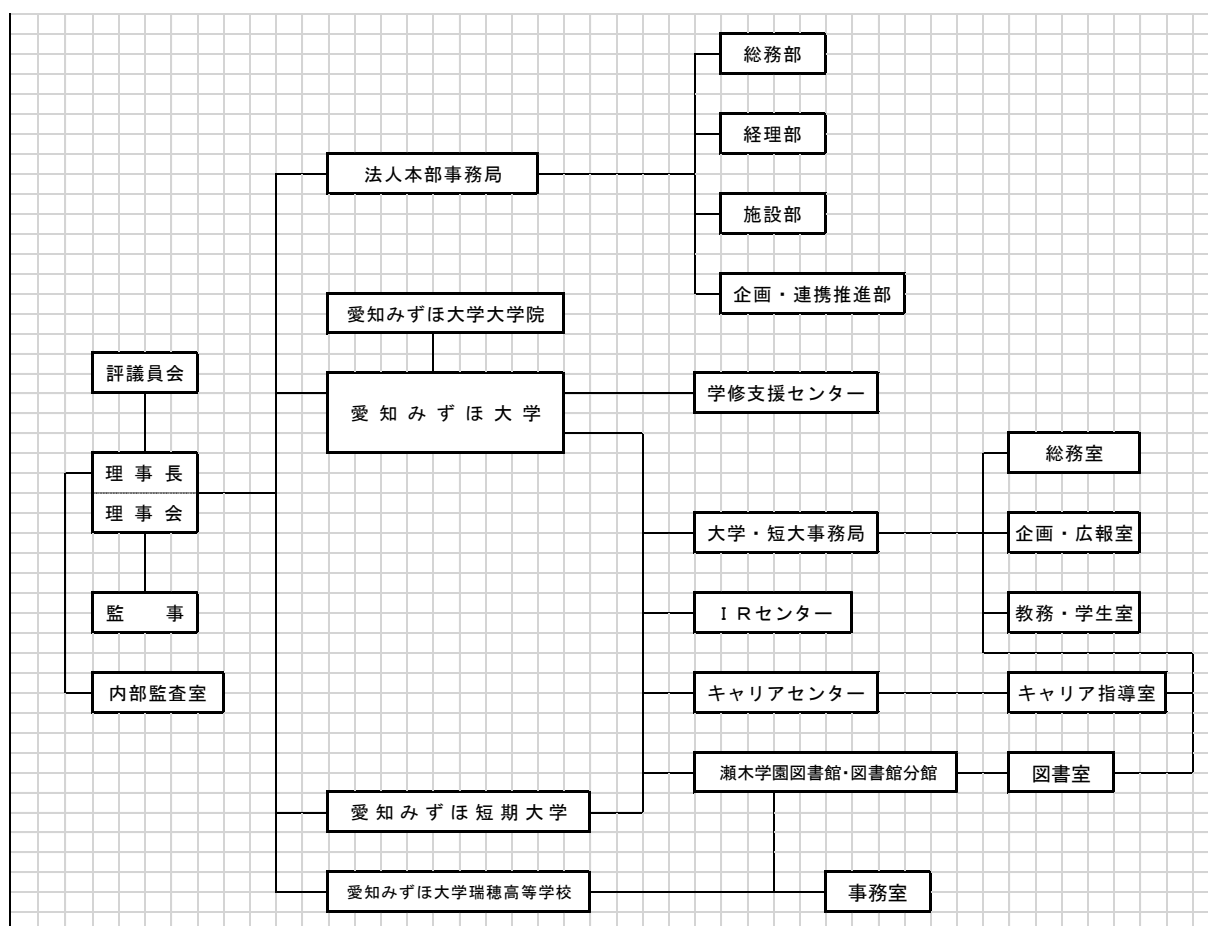 総務部
経理部
法人本部事務局
施設部
企画・連携推進部
愛知みずほ大学大学院
評議員会
学修支援センター
愛知みずほ大学
総務室
理事長
理事会
大学・短大事務局
企画・広報室
監　事
ＩＲセンター
教務・学生室
内部監査室
キャリアセンター
キャリア指導室
瀬木学園図書館・図書館分館
図書室
愛知みずほ短期大学
愛知みずほ大学瑞穂高等学校
事務室